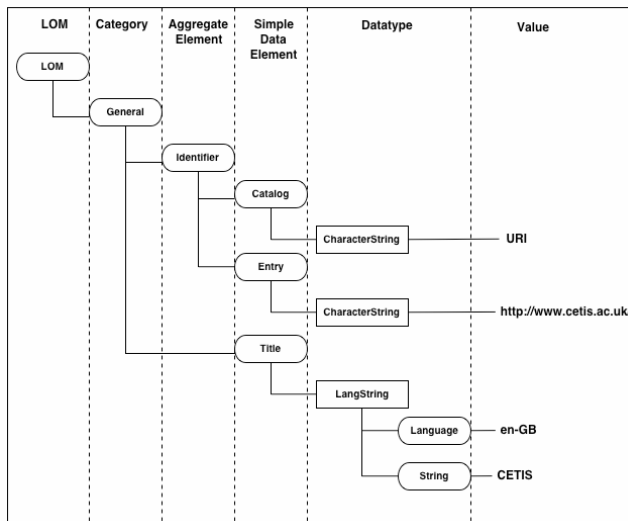 LOM
Category
Aggregate
Element
Simple
Data
Element
Datatype
Value
LOM
General
Identifier
Catalog
CharacterString
URI
Entry
CharacterString
http://www.cetis.ac.uk/
Title
LangString
Language
en-GB
String
CETIS